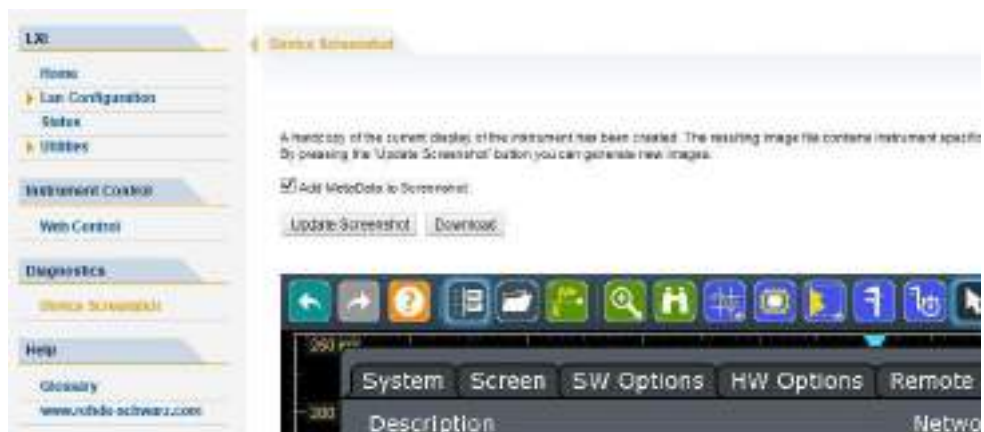 LXI
Home
Lan Configuration
Status
Utilities
Instrument Control
Web Control
Diagnostics
Device Screenshot
Help
Glossary
www.rohde-schwarz.com
Device Screenshot
A hardcopy of the current display of the instrument has been created. The resulting image file contains instrument specific
By pressing the 'Update Screenshot' button you can generate new images.
Add MetaData to Screenshot
Update Screenshot Download
System Screen SW Options HW Options Remote
Description Netwo